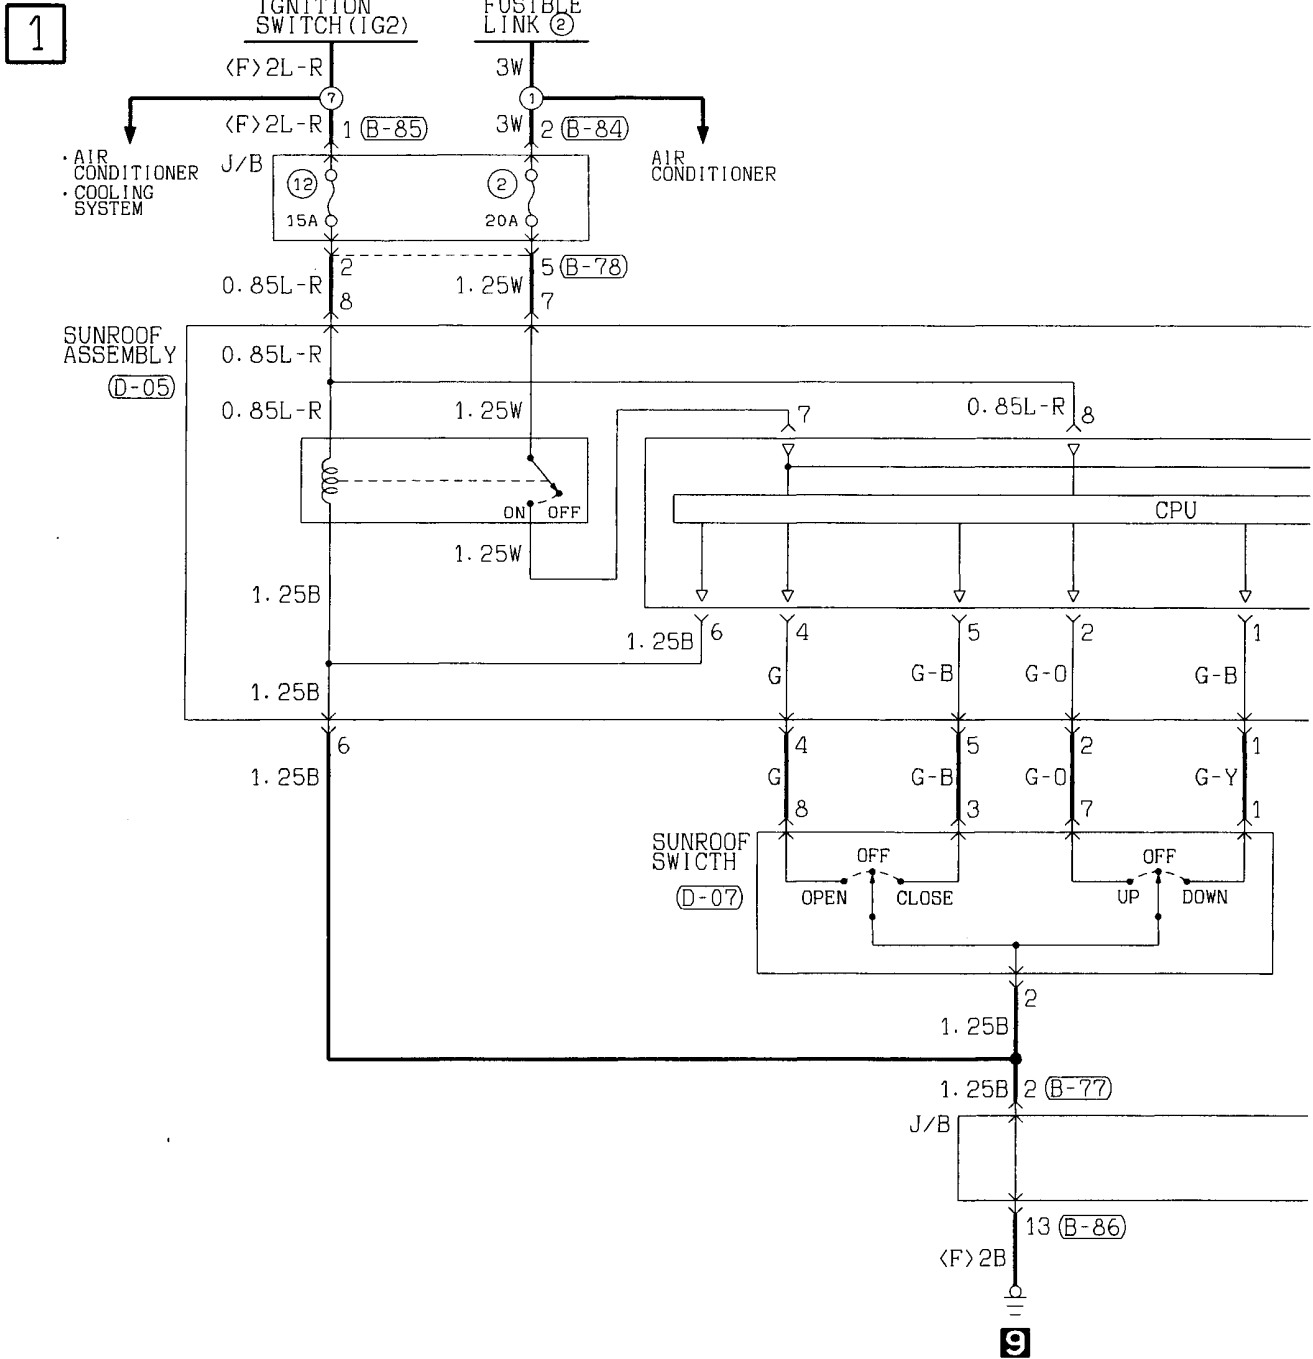 1
IGNITION
SWITCH(IG2)
FUSIBLE
LINK ②
<F>2L-R
3W
7
1
<F>2L-R
1 (B-85)
3W
2 (B-84)
· AIR
CONDITIONER
· COOLING
SYSTEM
J/B
AIR
CONDITIONER
12
2
15A
20A
2
5 (B-78)
0.85L-R
1.25W
8
7
SUNROOF
ASSEMBLY
(D-05)
0.85L-R
0.85L-R
1.25W
7
0.85L-R
8
ON OFF
CPU
1.25W
1.25B
1.25B
6
4
5
2
1
G
G-B
G-O
G-B
1.25B
6
4
5
2
1
1.25B
G
G-B
G-O
G-Y
8
3
7
1
SUNROOF
SWICTH
(D-07)
OFF
OFF
OPEN
CLOSE
UP
DOWN
2
1.25B
1.25B
2 (B-77)
J/B
13 (B-86)
<F>2B
9